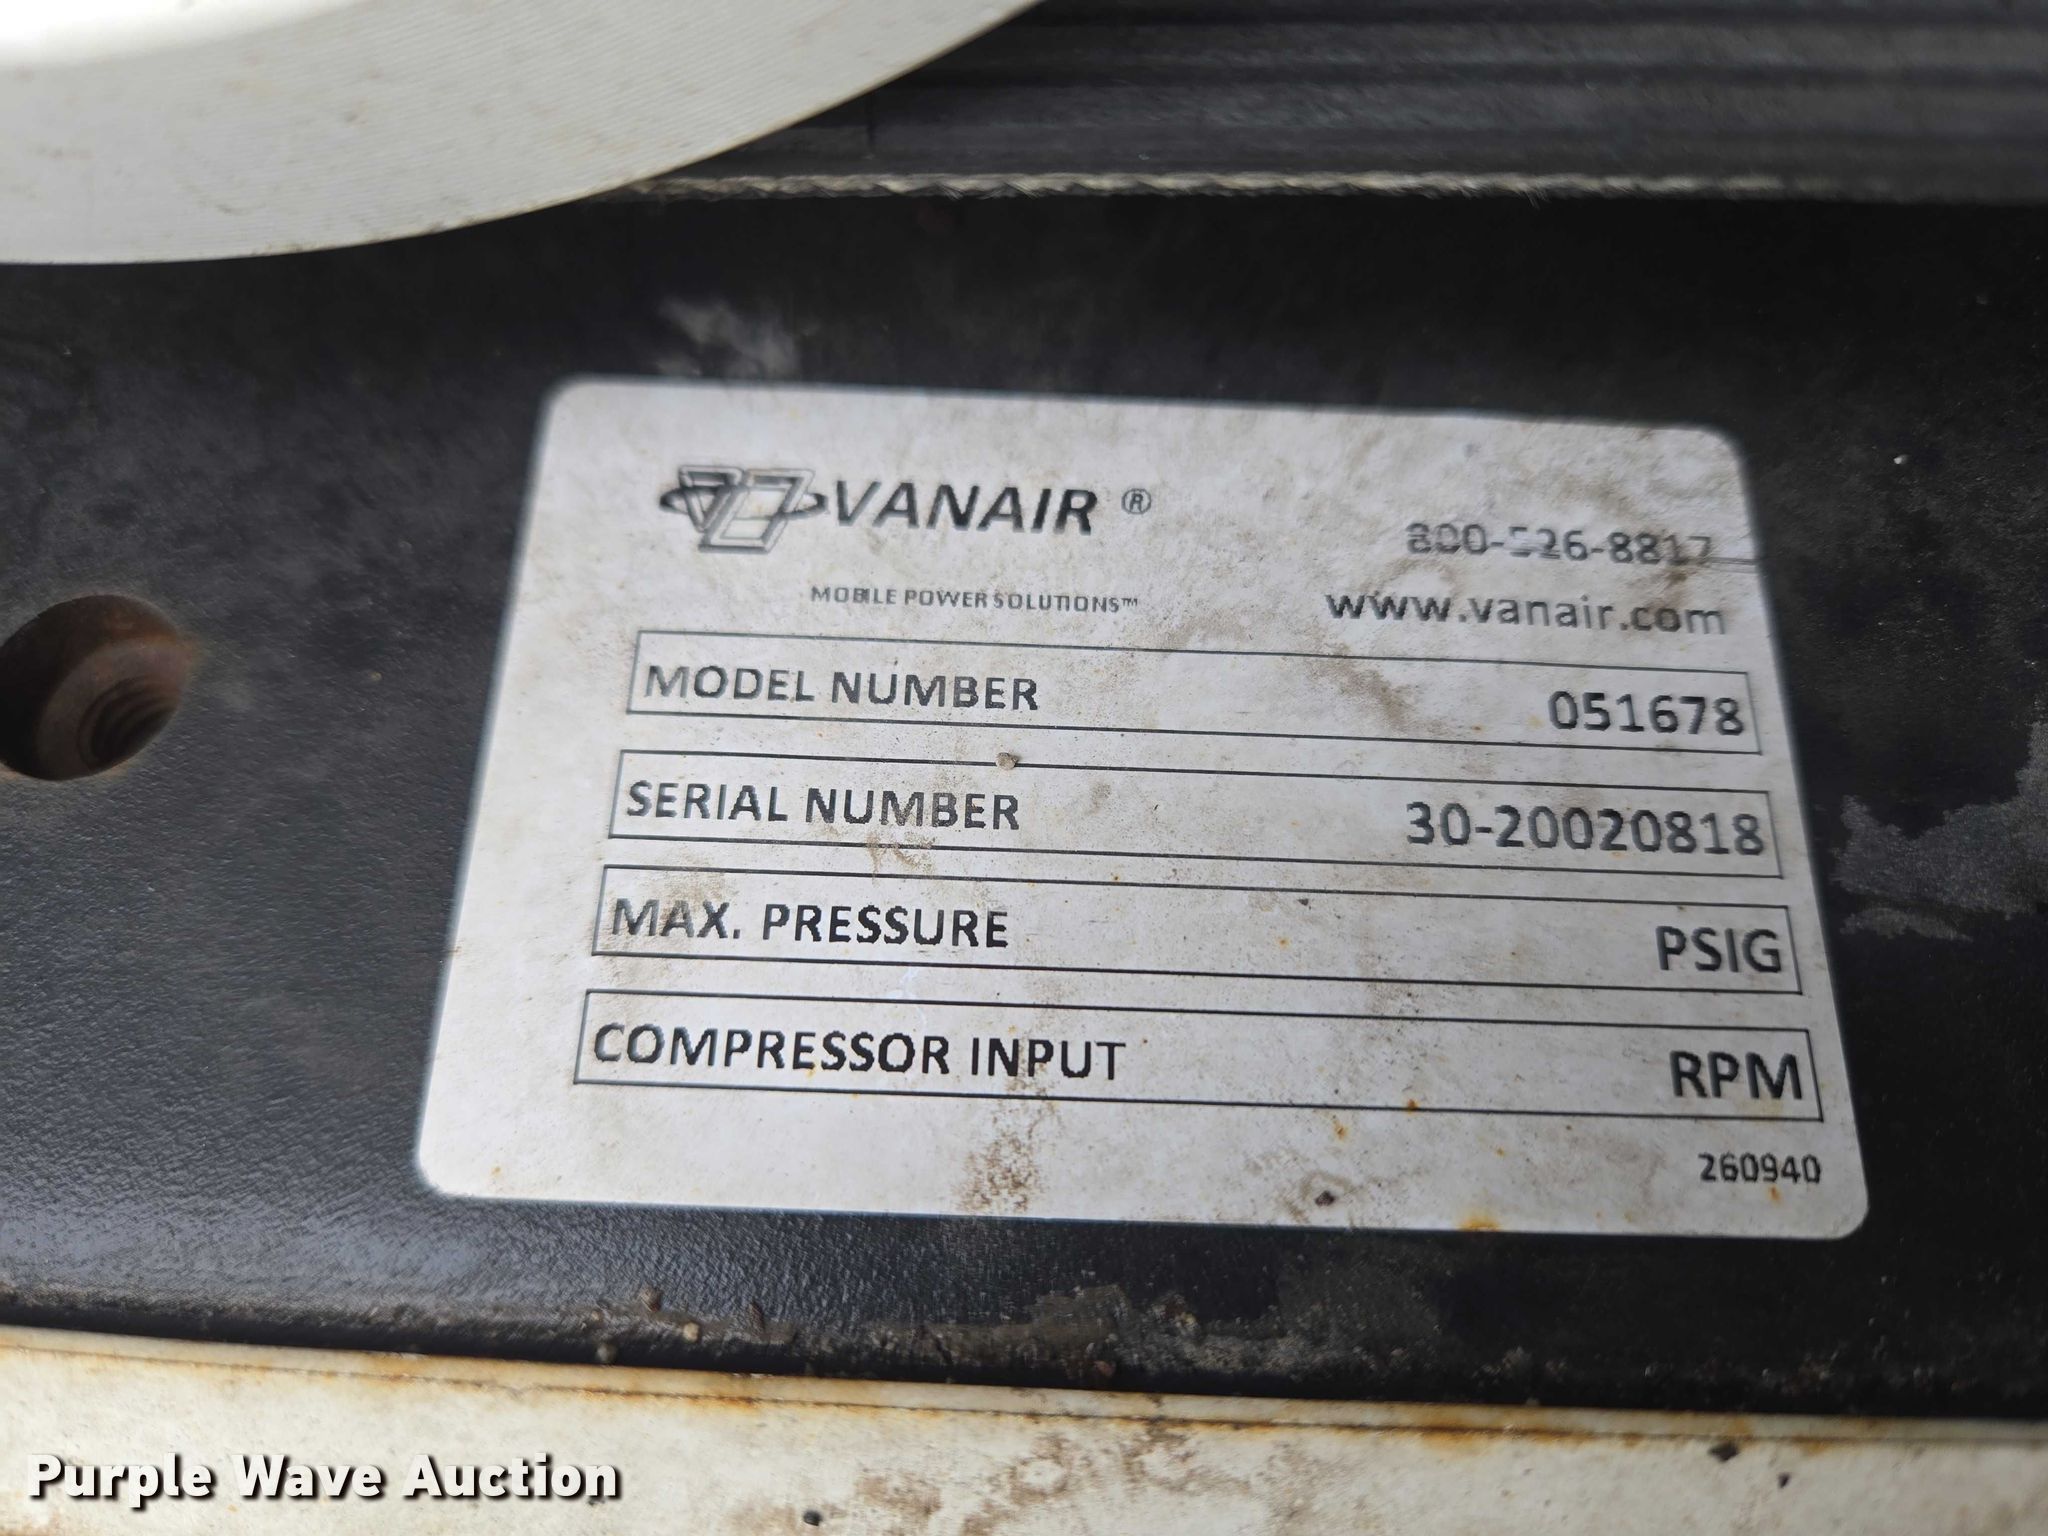 VANAIR ®
800-526-8817
MOBILE POWER SOLUTIONS™
www.vanair.com
MODEL NUMBER 051678
SERIAL NUMBER 30-20020818
MAX. PRESSURE PSIG
COMPRESSOR INPUT RPM
260940
Purple Wave Auction